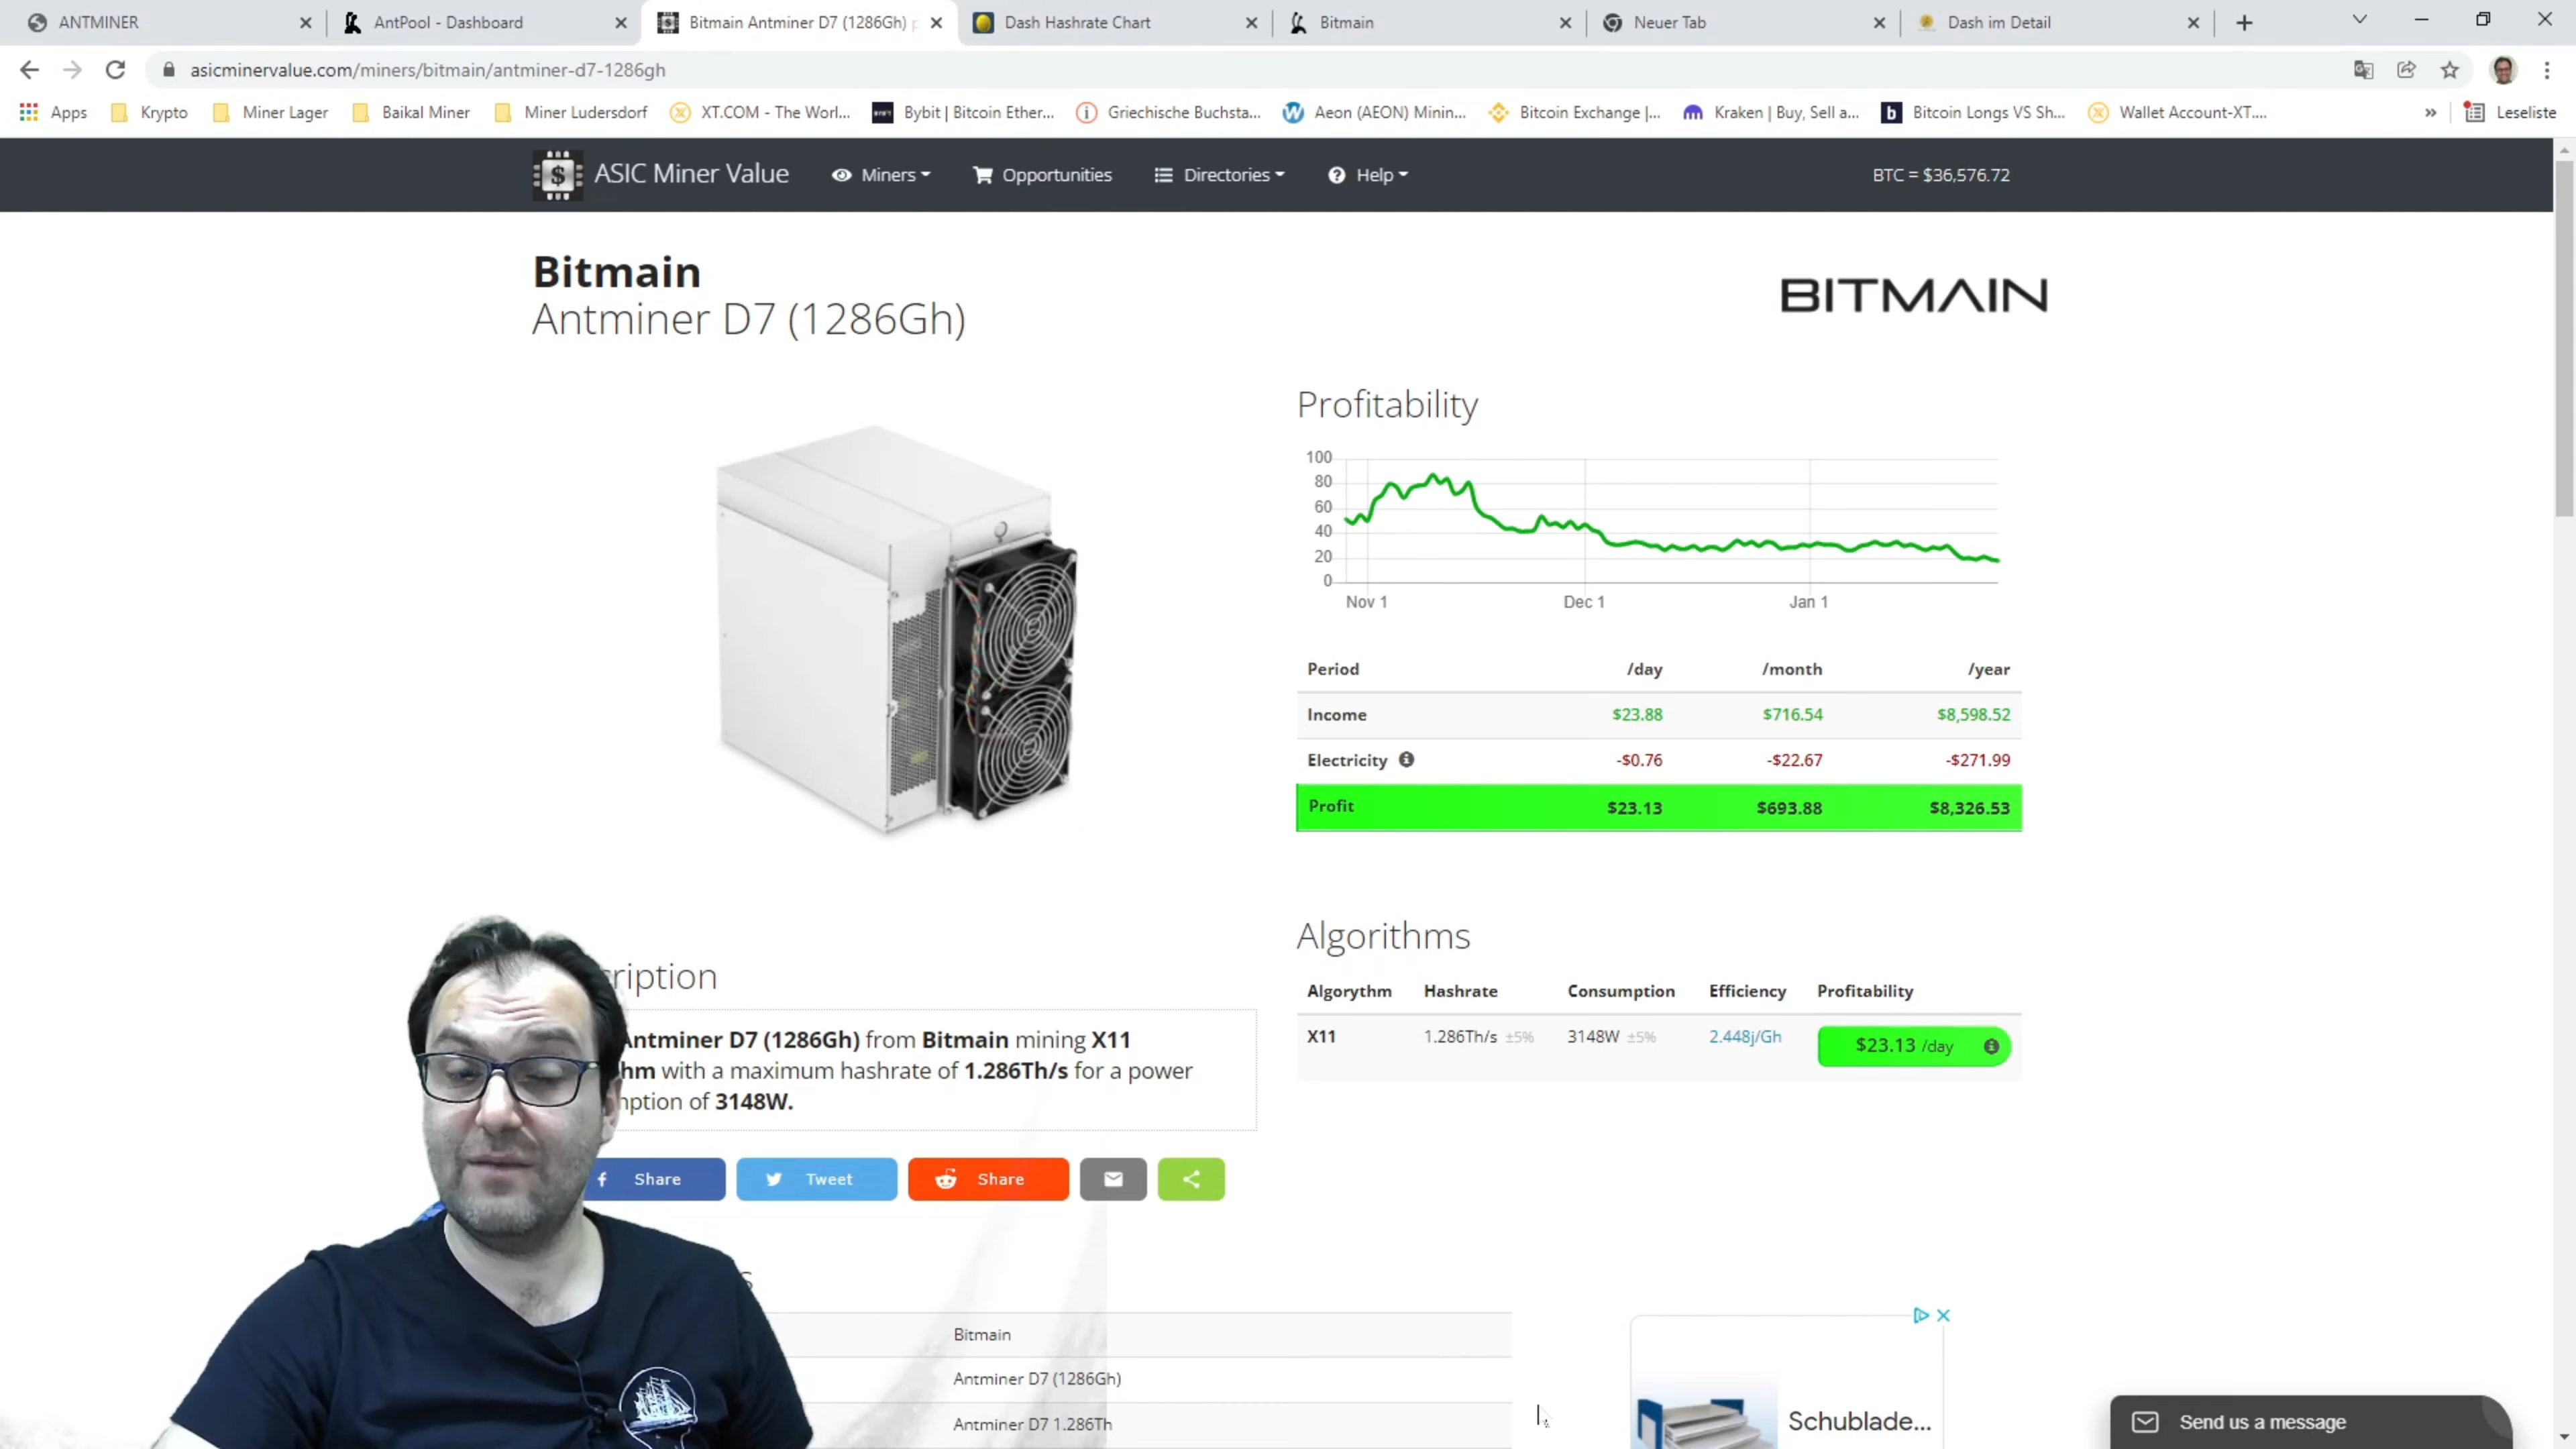 ANTMINER
AntPool - Dashboard
Bitmain Antminer D7 (1286Gh) p
Dash Hashrate Chart
Bitmain
Neuer Tab
Dash im Detail
asicminervalue.com/miners/bitmain/antminer-d7-1286gh
Apps
Krypto
Miner Lager
Baikal Miner
Miner Ludersdorf
XT.COM - The Worl...
Bybit | Bitcoin Ether...
Griechische Buchsta...
Aeon (AEON) Minin...
Bitcoin Exchange |...
Kraken | Buy, Sell a...
Bitcoin Longs VS Sh...
Wallet Account-XT....
»
Leseliste
ASIC Miner Value
Miners
Opportunities
Directories
Help
BTC = $36,576.72
Bitmain
Antminer D7 (1286Gh)
BITMAIN
Profitability
100
80
60
40
20
0
Nov 1
Dec 1
Jan 1
Period /day /month /year
Income $23.88 $716.54 $8,598.52
Electricity -$0.76 -$22.67 -$271.99
Profit $23.13 $693.88 $8,326.53
Algorithms
Algorythm Hashrate Consumption Efficiency Profitability
X11 1.286Th/s ±5% 3148W ±5% 2.448j/Gh $23.13 /day
ription
Antminer D7 (1286Gh) from Bitmain mining X11
hm with a maximum hashrate of 1.286Th/s for a power
mption of 3148W.
Share
Tweet
Share
s
Bitmain
Antminer D7 (1286Gh)
Antminer D7 1.286Th
Schublade...
Send us a message